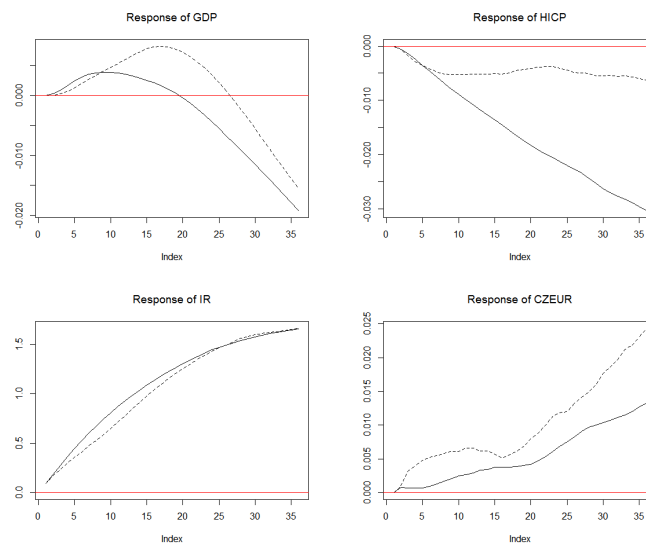 Response of GDP
0.000
-0.010
-0.020
0 5 10 15 20 25 30 35
Index
Response of HICP
0.000
-0.010
-0.020
-0.030
0 5 10 15 20 25 30 35
Index
Response of IR
1.5
1.0
0.5
0.0
0 5 10 15 20 25 30 35
Index
Response of CZEUR
0.025
0.020
0.015
0.010
0.005
0.000
0 5 10 15 20 25 30 35
Index